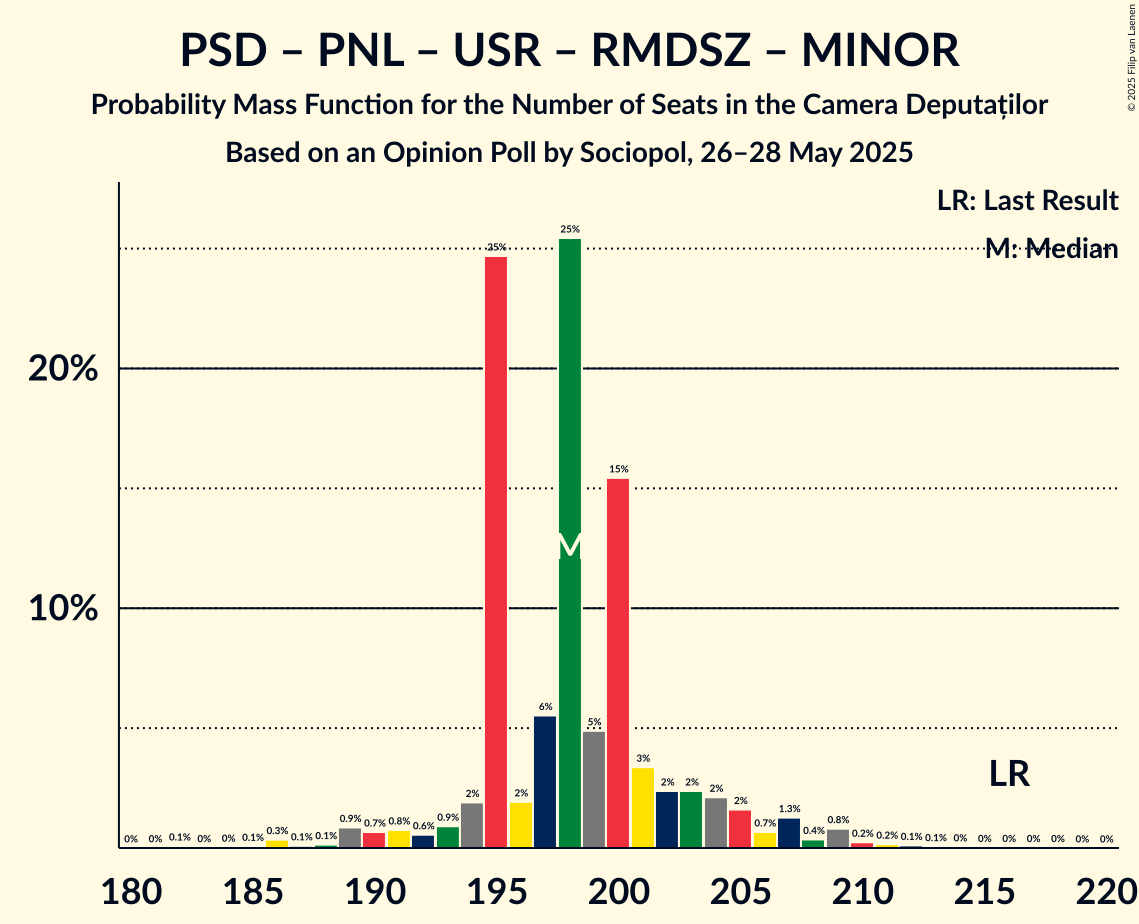 PSD – PNL – USR – RMDSZ – MINOR
Probability Mass Function for the Number of Seats in the Camera Deputaților
Based on an Opinion Poll by Sociopol, 26–28 May 2025
© 2025 Filip van Laenen
LR: Last Result
M: Median
20%
10%
0% 0% 0.1% 0% 0% 0.1% 0.3% 0.1% 0.1% 0.9% 0.7% 0.8% 0.6% 0.9% 2% 25% 2% 6% 25% 5% 15% 3% 2% 2% 2% 2% 0.7% 1.3% 0.4% 0.8% 0.2% 0.2% 0.1% 0.1% 0% 0% 0% 0% 0% 0% 0%
M
LR
180 185 190 195 200 205 210 215 220